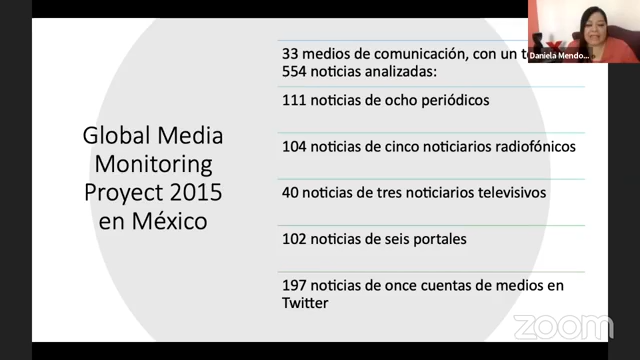 Global Media
Monitoring
Proyect 2015
en México
33 medios de comunicación, con un
554 noticias analizadas:
111 noticias de ocho periódicos
104 noticias de cinco noticiarios radiofónicos
40 noticias de tres noticiarios televisivos
102 noticias de seis portales
197 noticias de once cuentas de medios en
Twitter
Daniela Mendo...
zoom